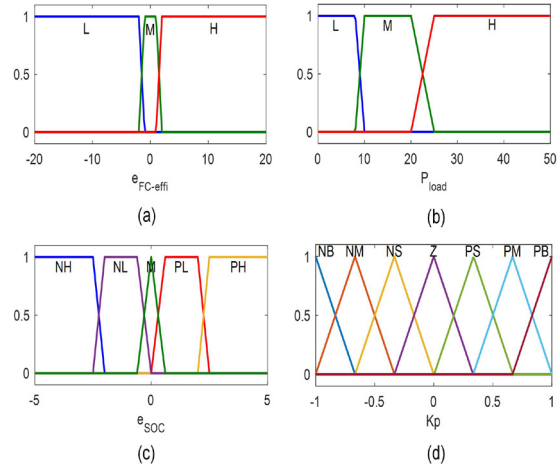 L M H
1
0.5
0
-20 -10 0 10 20
e_FC-effi
(a)
L M H
1
0.5
0
0 10 20 30 40 50
P_load
(b)
NH NL M PL PH
1
0.5
0
-5 0 5
e_SOC
(c)
NB NM NS Z PS PM PB
1
0.5
0
-1 -0.5 0 0.5 1
Kp
(d)